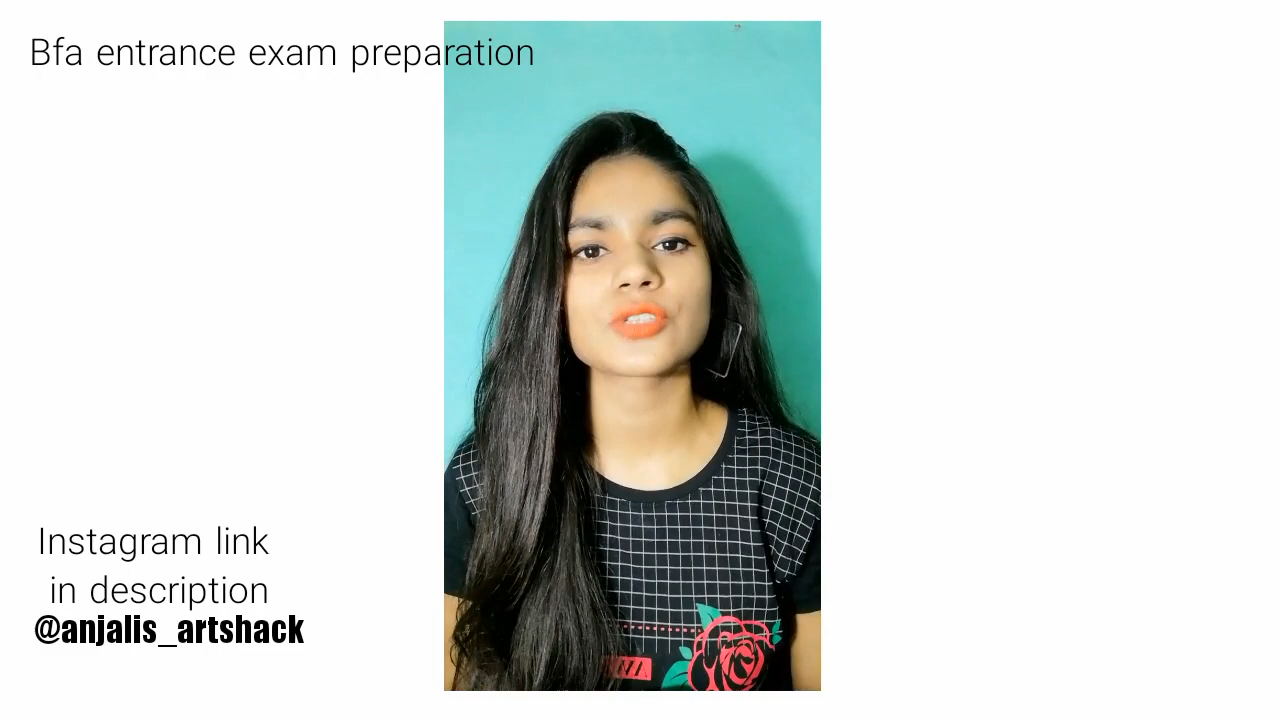 Bfa entrance exam preparation
Instagram link
in description
@anjalis_artshack